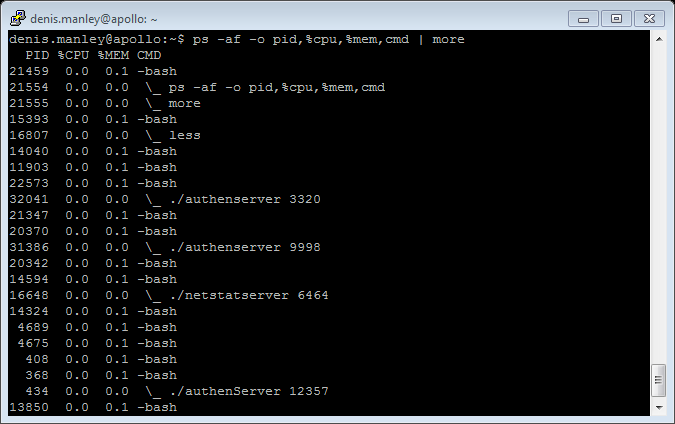 denis.manley@apollo: ~
denis.manley@apollo:~$ ps -af -o pid,%cpu,%mem,cmd | more
  PID %CPU %MEM CMD
21459  0.0  0.1 -bash
21554  0.0  0.0  \_ ps -af -o pid,%cpu,%mem,cmd
21555  0.0  0.0  \_ more
15393  0.0  0.1 -bash
16807  0.0  0.0  \_ less
14040  0.0  0.1 -bash
11903  0.0  0.1 -bash
22573  0.0  0.1 -bash
32041  0.0  0.0  \_ ./authenserver 3320
21347  0.0  0.1 -bash
20370  0.0  0.1 -bash
31386  0.0  0.0  \_ ./authenserver 9998
20342  0.0  0.1 -bash
14594  0.0  0.1 -bash
16648  0.0  0.0  \_ ./netstatserver 6464
14324  0.0  0.1 -bash
 4689  0.0  0.1 -bash
 4675  0.0  0.1 -bash
  408  0.0  0.1 -bash
  368  0.0  0.1 -bash
  434  0.0  0.0  \_ ./authenServer 12357
13850  0.0  0.1 -bash